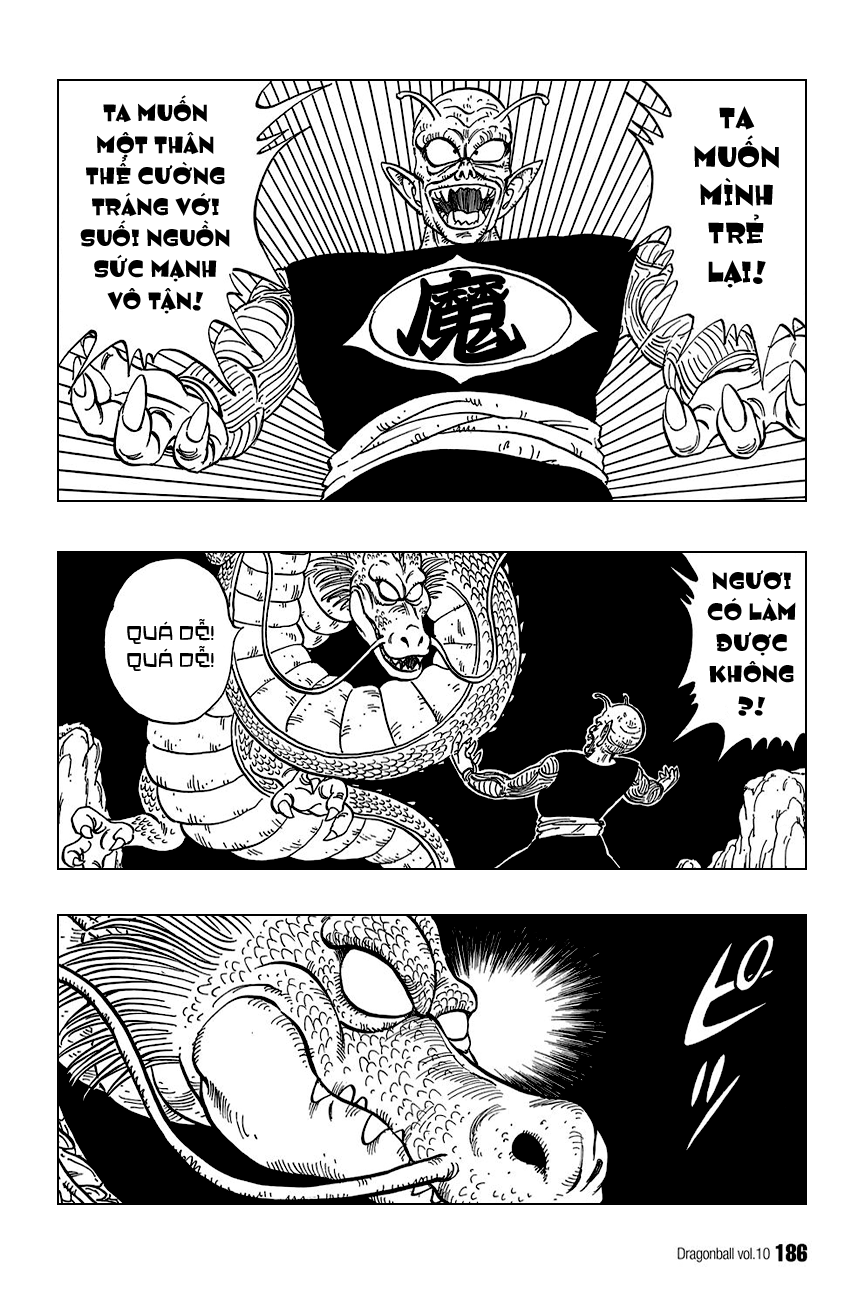 TA
MUỐN
MÌNH
TRẺ
LẠI!
TA MUỐN
MỘT THÂN
THỂ CƯỜNG
TRÁNG VỚI
SUỐI NGUỒN
SỨC MẠNH
VÔ TẬN!
魔
NGƯƠI
CÓ LÀM
ĐƯỢC
KHÔNG
?!
QUÁ DỄ!
QUÁ DỄ!
ピカッ
Dragonball vol.10 186